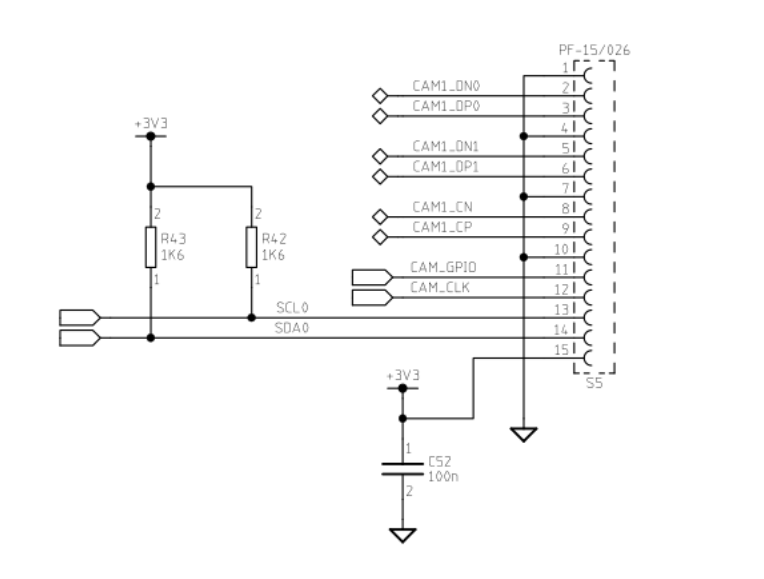 PF-15/026
1
CAM1_DN0
2
CAM1_DP0
3
+3V3
4
CAM1_DN1
5
CAM1_DP1
6
7
CAM1_CN
8
2
2
CAM1_CP
9
R43
R42
10
1K6
1K6
CAM_GPIO
11
1
1
CAM_CLK
12
SCL0
13
SDA0
14
15
+3V3
S5
1
C52
100n
2